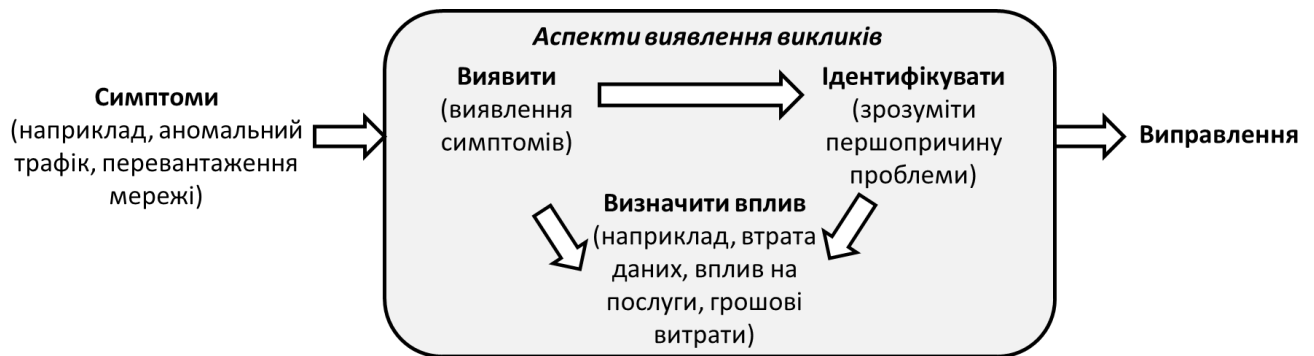 Аспекти виявлення викликів
Симптоми
(наприклад, аномальний
трафік, перевантаження
мережі)
Виявити
(виявлення
симптомів)
Ідентифікувати
(зрозуміти
першопричину
проблеми)
Визначити вплив
(наприклад, втрата
даних, вплив на
послуги, грошові
витрати)
Виправлення